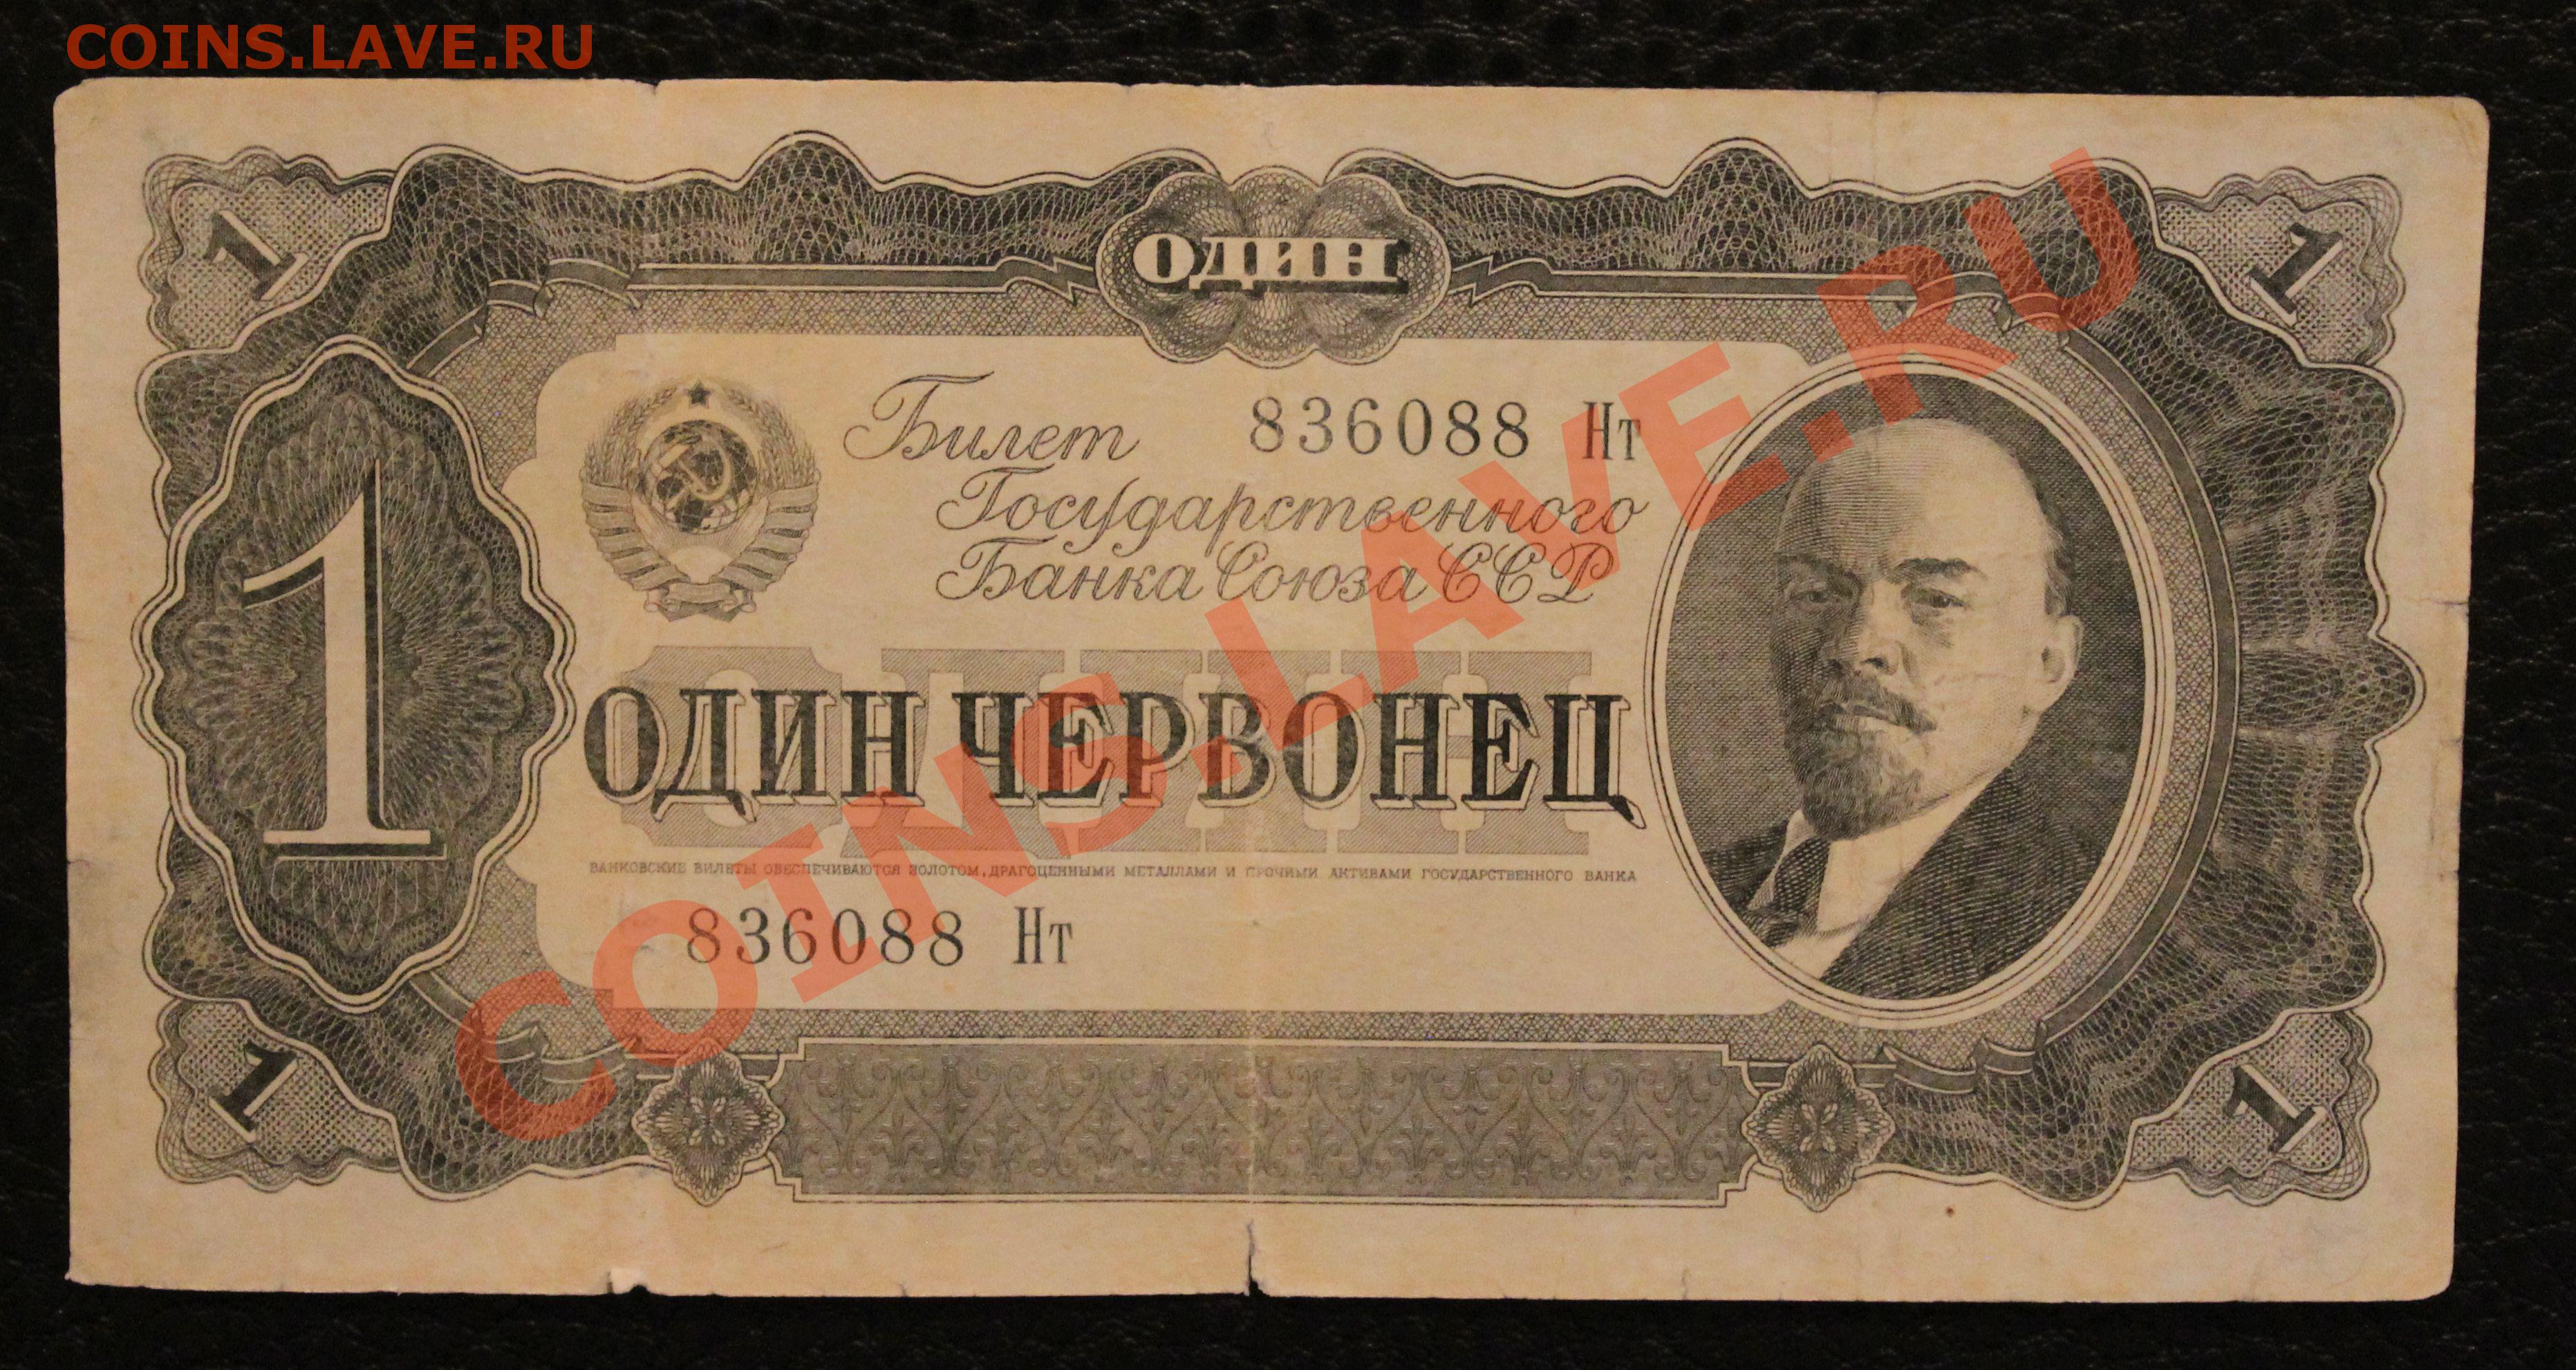 COINS.LAVE.RU
1
ОДИН
1
Билет 836088 Нт
Государственного
Банка Союза ССР
1
ОДИН
ОДИН ЧЕРВОНЕЦ
БАНКОВСКИЕ БИЛЕТЫ ОБЕСПЕЧИВАЮТСЯ ЗОЛОТОМ, ДРАГОЦЕННЫМИ МЕТАЛЛАМИ И ПРОЧИМИ АКТИВАМИ ГОСУДАРСТВЕННОГО БАНКА
836088 Нт
1
1
COINS.LAVE.RU